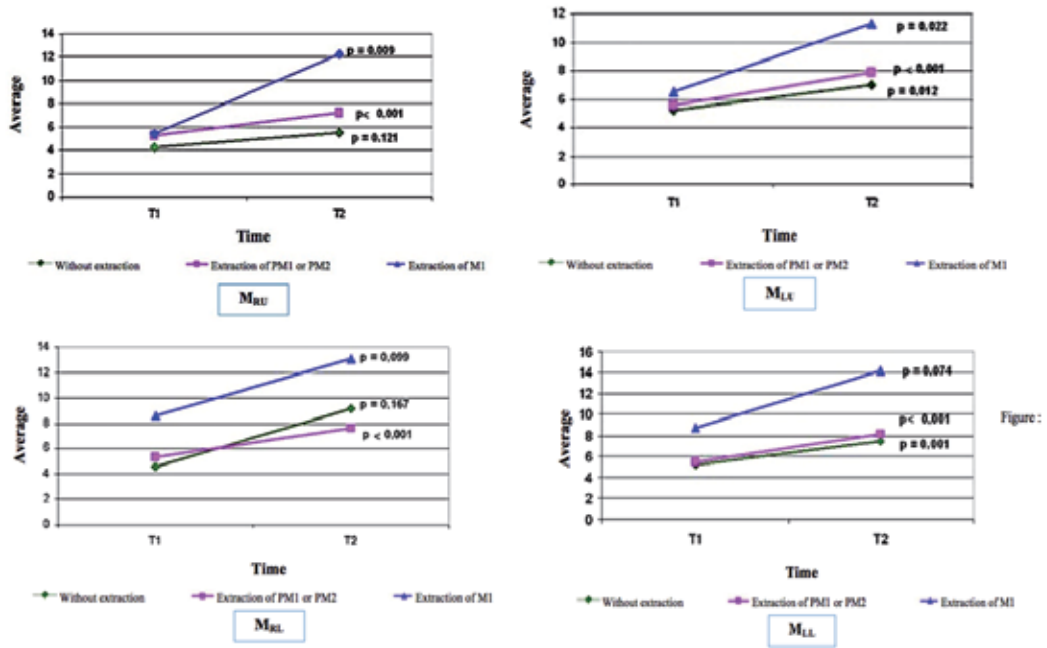 Average
14
12
10
8
6
4
2
0
p = 0,009
p< 0,001
p = 0,121
T1 T2
Time
Without extraction Extraction of PM1 or PM2 Extraction of M1
M_RU
Average
12
10
8
6
4
2
0
p = 0,022
p < 0,001
p = 0,012
T1 T2
Time
Without extraction Extraction of PM1 or PM2 Extraction of M1
M_LU
Average
14
12
10
8
6
4
2
0
p = 0,099
p = 0,167
p < 0,001
T1 T2
Time
Without extraction Extraction of PM1 or PM2 Extraction of M1
M_RL
Average
16
14
12
10
8
6
4
2
0
p = 0,074
p< 0,001
p = 0,001
T1 T2
Time
Without extraction Extraction of PM1 or PM2 Extraction of M1
M_LL
Figure :